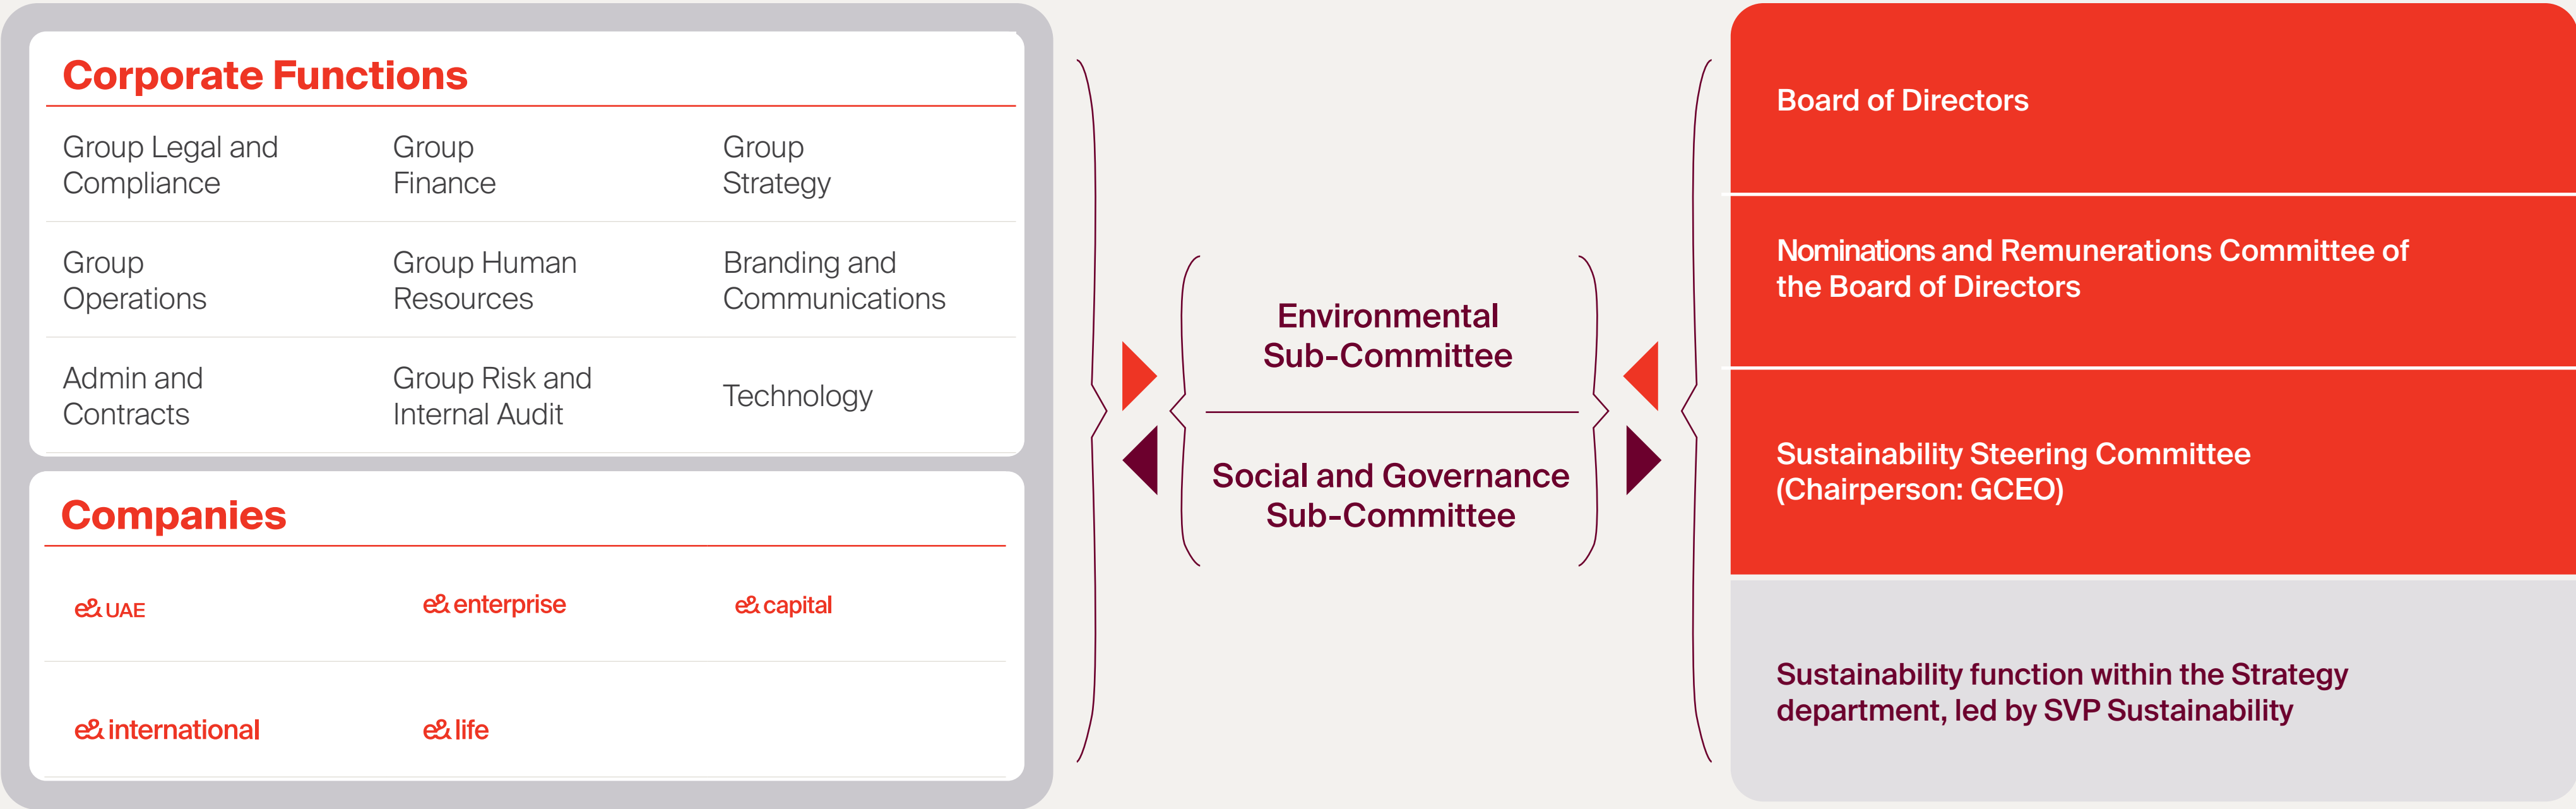 Corporate Functions
Group Legal and
Compliance
Group
Finance
Group
Strategy
Group
Operations
Group Human
Resources
Branding and
Communications
Admin and
Contracts
Group Risk and
Internal Audit
Technology
Companies
e& UAE
e& enterprise
e& capital
e& international
e& life
Environmental
Sub-Committee
Social and Governance
Sub-Committee
Board of Directors
Nominations and Remunerations Committee of
the Board of Directors
Sustainability Steering Committee
(Chairperson: GCEO)
Sustainability function within the Strategy
department, led by SVP Sustainability